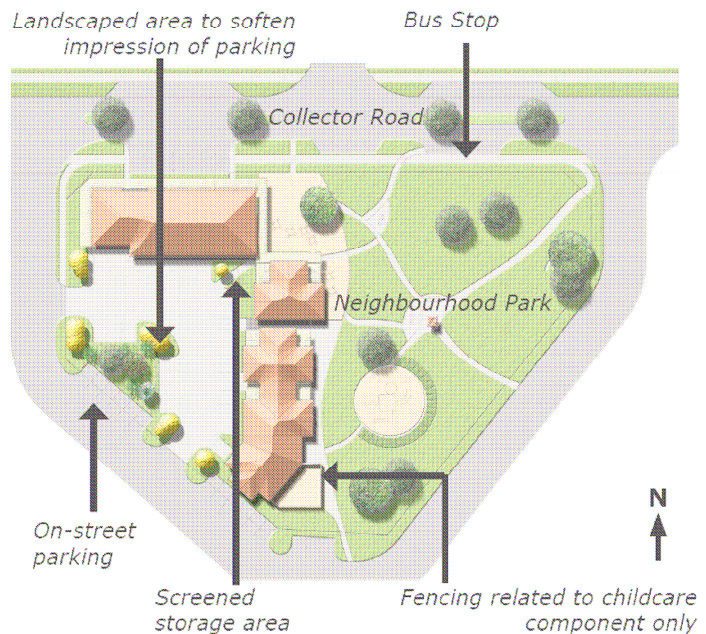 Landscaped area to soften
impression of parking
Bus Stop
Collector Road
Neighbourhood Park
On-street
parking
N
Screened
storage area
Fencing related to childcare
component only